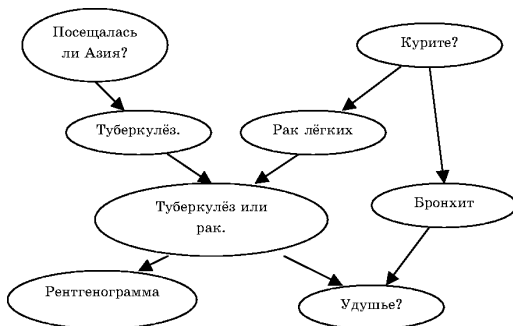 Посещалась
ли Азия?
Курите?
Туберкулёз.
Рак лёгких
Туберкулёз или
рак.
Бронхит
Рентгенограмма
Удушье?